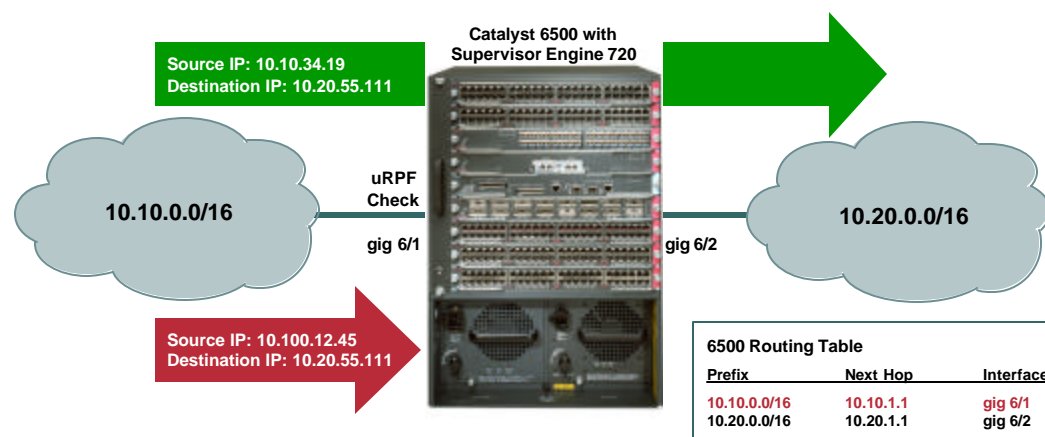 Catalyst 6500 with
Supervisor Engine 720
Source IP: 10.10.34.19
Destination IP: 10.20.55.111
uRPF
Check
10.10.0.0/16
10.20.0.0/16
gig 6/1
gig 6/2
Source IP: 10.100.12.45
Destination IP: 10.20.55.111
6500 Routing Table
Prefix Next Hop Interface
10.10.0.0/16 10.10.1.1 gig 6/1
10.20.0.0/16 10.20.1.1 gig 6/2